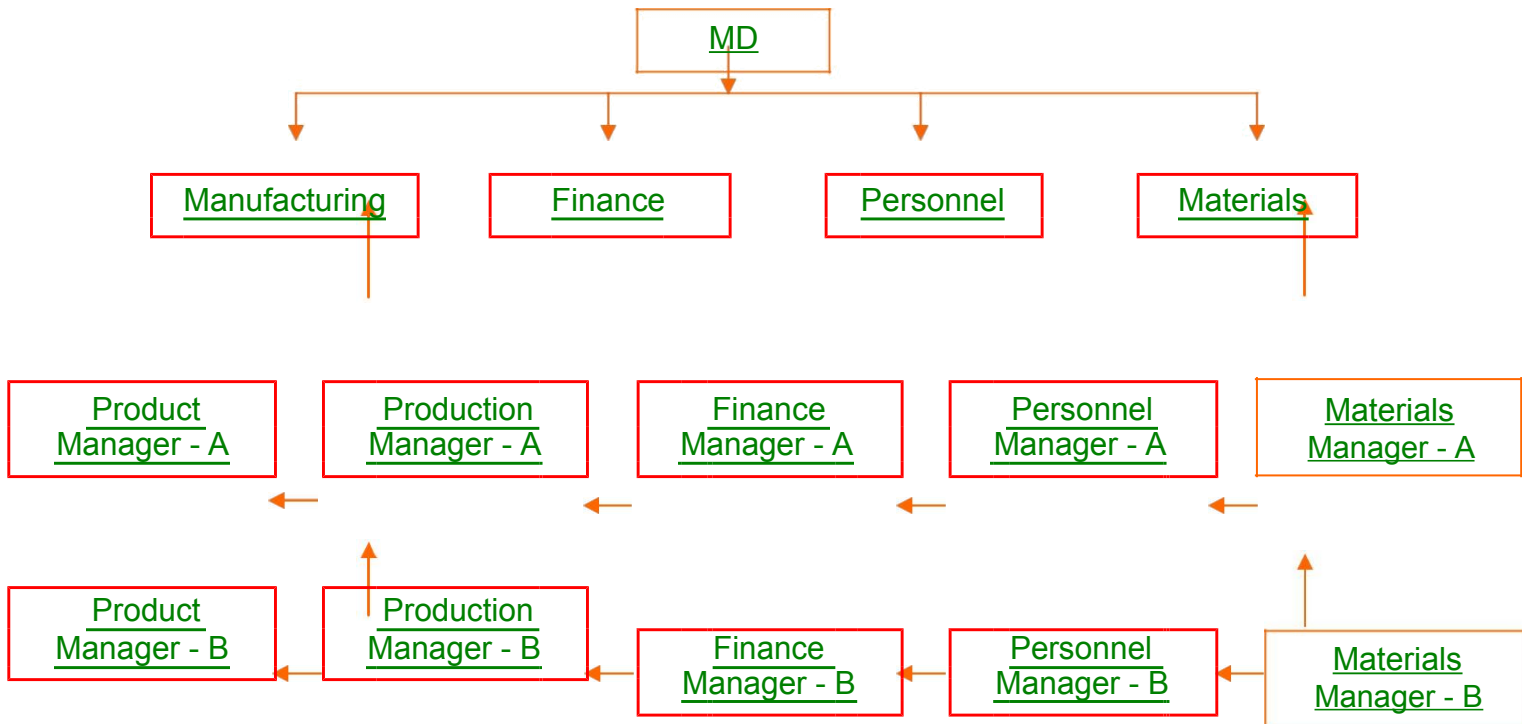 MD
Manufacturing
Finance
Personnel
Materials
Product
Manager - A
Production
Manager - A
Finance
Manager - A
Personnel
Manager - A
Materials
Manager - A
Product
Manager - B
Production
Manager - B
Finance
Manager - B
Personnel
Manager - B
Materials
Manager - B